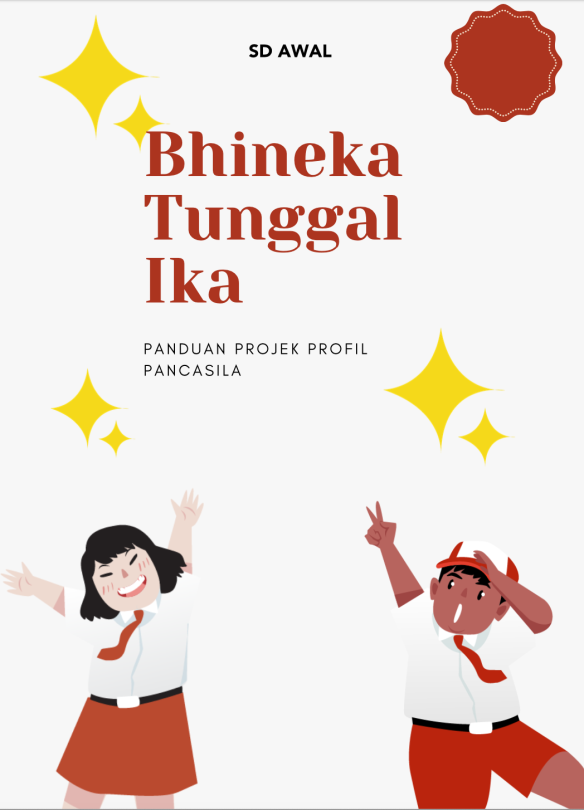 SD AWAL
Bhineka
Tunggal
Ika
PANDUAN PROJEK PROFIL
PANCASILA